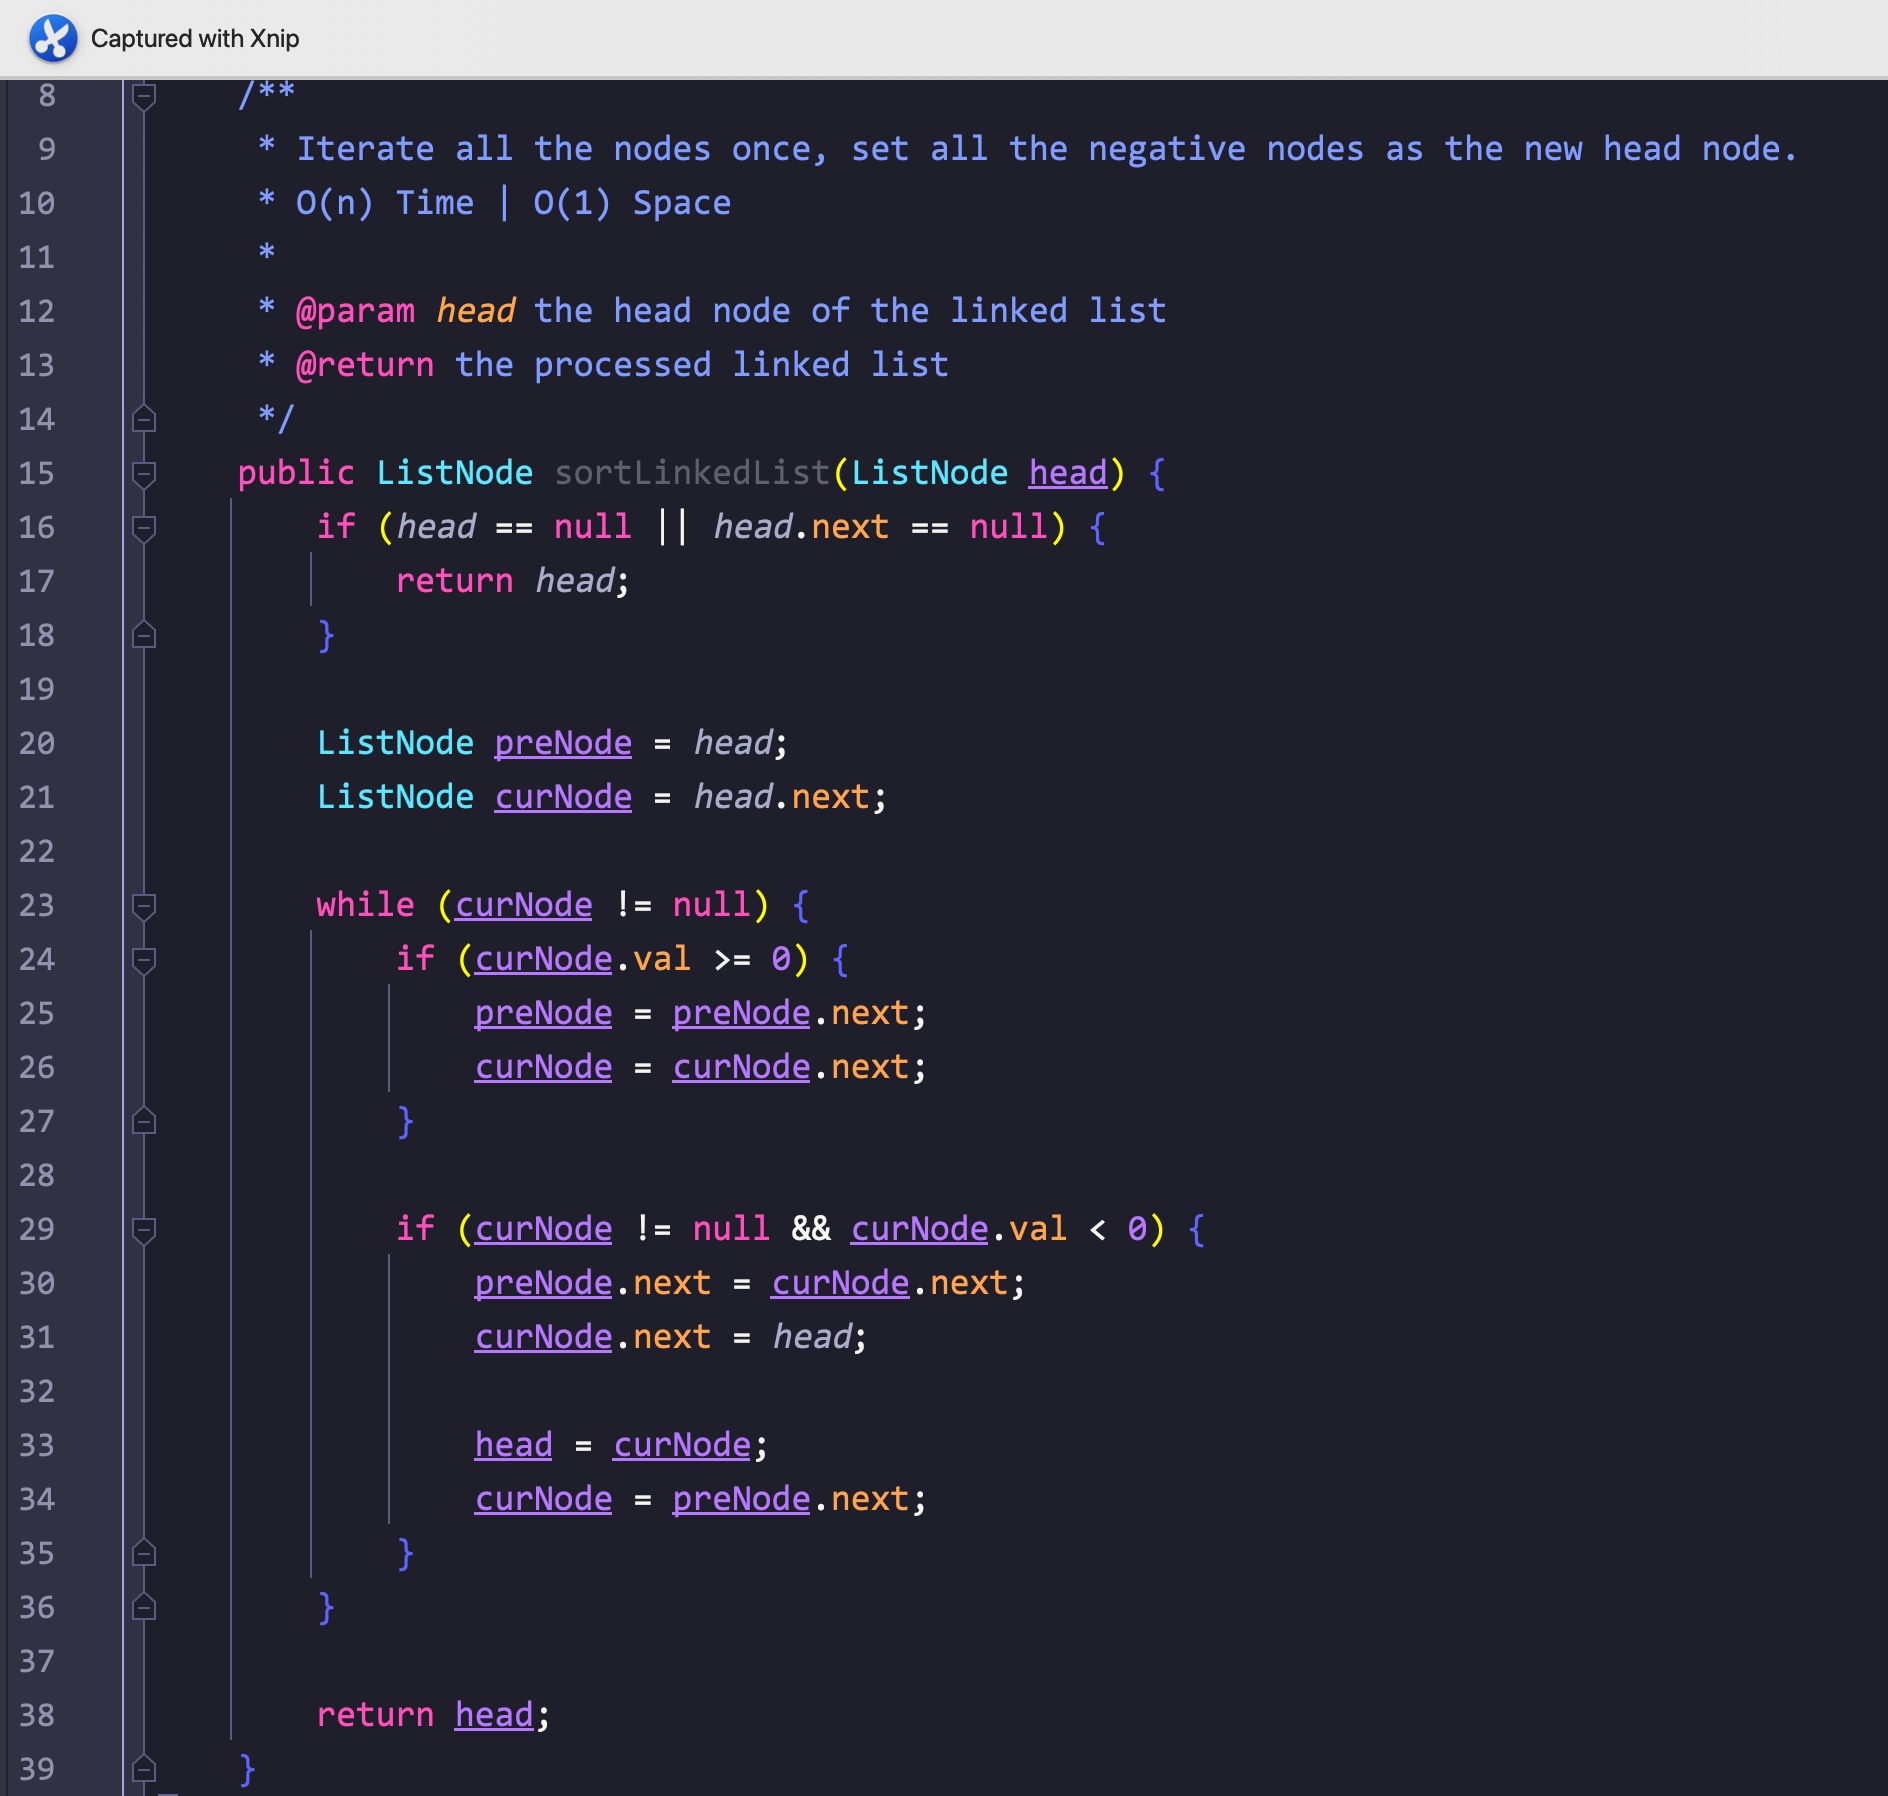 Captured with Xnip
8 /**
9 * Iterate all the nodes once, set all the negative nodes as the new head node.
10 * O(n) Time | O(1) Space
11 *
12 * @param head the head node of the linked list
13 * @return the processed linked list
14 */
15 public ListNode sortLinkedList(ListNode head) {
16 if (head == null || head.next == null) {
17 return head;
18 }
19
20 ListNode preNode = head;
21 ListNode curNode = head.next;
22
23 while (curNode != null) {
24 if (curNode.val >= 0) {
25 preNode = preNode.next;
26 curNode = curNode.next;
27 }
28
29 if (curNode != null && curNode.val < 0) {
30 preNode.next = curNode.next;
31 curNode.next = head;
32
33 head = curNode;
34 curNode = preNode.next;
35 }
36 }
37
38 return head;
39 }